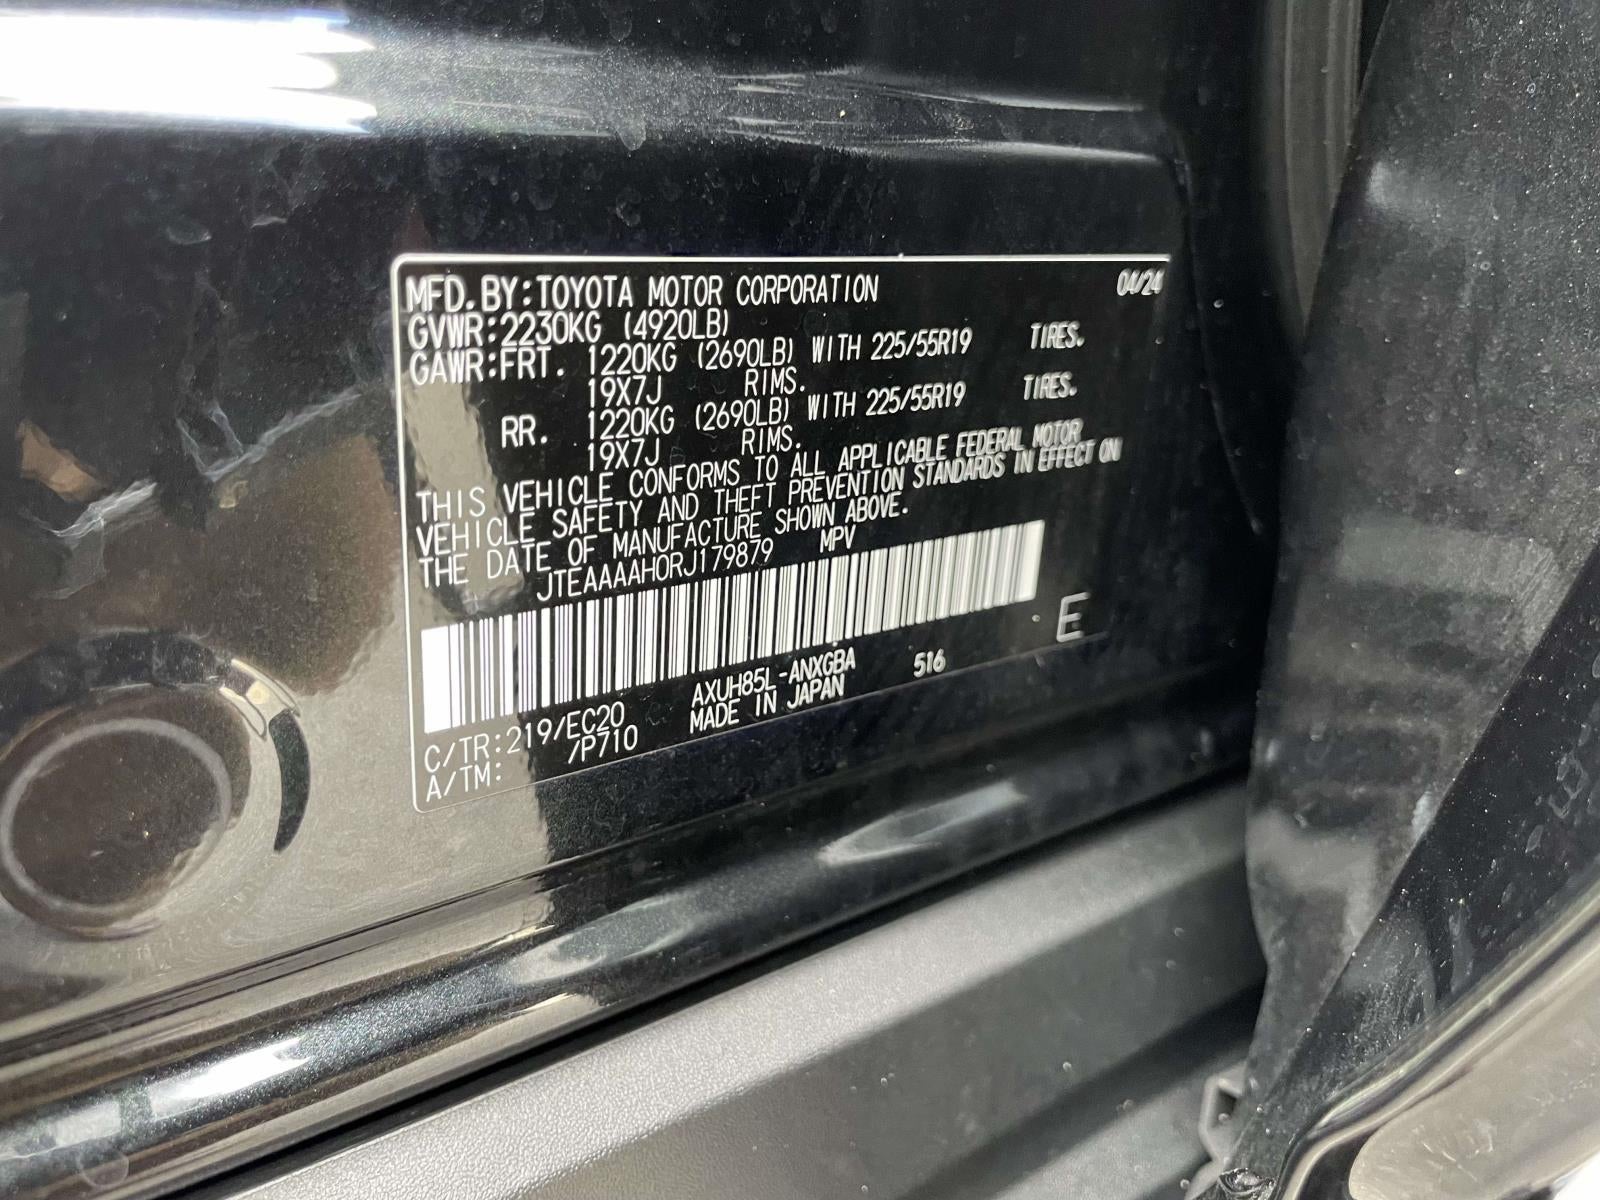 MFD.BY:TOYOTA MOTOR CORPORATION 04/24
GVWR:2230KG (4920LB)
GAWR:FRT. 1220KG (2690LB) WITH 225/55R19 TIRES.
19X7J RIMS.
RR. 1220KG (2690LB) WITH 225/55R19 TIRES.
19X7J RIMS.
THIS VEHICLE CONFORMS TO ALL APPLICABLE FEDERAL MOTOR
VEHICLE SAFETY AND THEFT PREVENTION STANDARDS IN EFFECT ON
THE DATE OF MANUFACTURE SHOWN ABOVE.
JTEAAAAH0RJ179879 MPV
E
C/TR:219/EC20 AXUH85L-ANXGBA 516
A/TM: /P710 MADE IN JAPAN